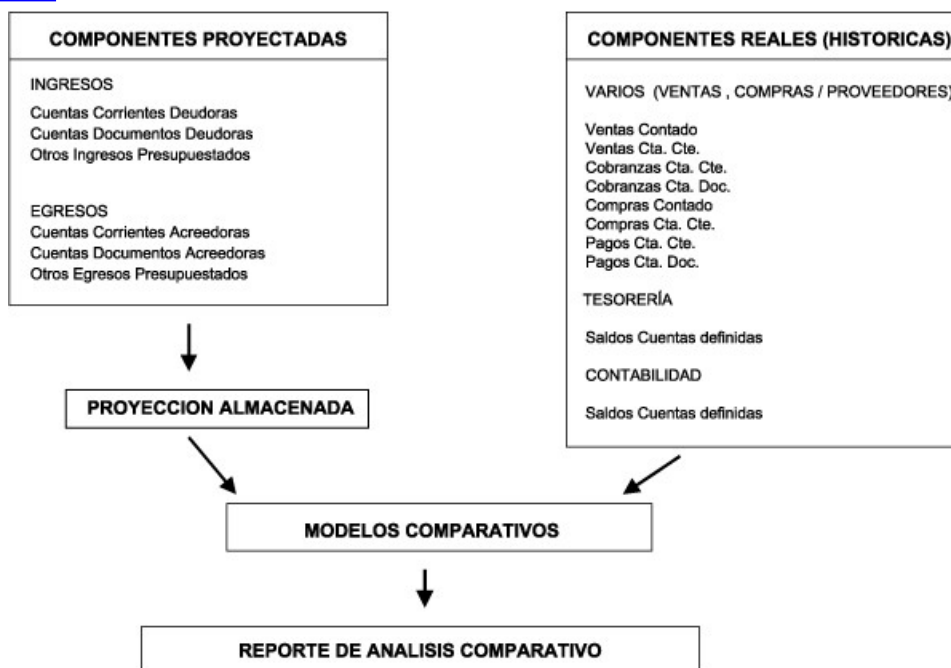 COMPONENTES PROYECTADAS
INGRESOS
Cuentas Corrientes Deudoras
Cuentas Documentos Deudoras
Otros Ingresos Presupuestados
EGRESOS
Cuentas Corrientes Acreedoras
Cuentas Documentos Acreedoras
Otros Egresos Presupuestados
PROYECCION ALMACENADA
COMPONENTES REALES (HISTORICAS)
VARIOS (VENTAS , COMPRAS / PROVEEDORES)
Ventas Contado
Ventas Cta. Cte.
Cobranzas Cta. Cte.
Cobranzas Cta. Doc.
Compras Contado
Compras Cta. Cte.
Pagos Cta. Cte.
Pagos Cta. Doc.
TESORERÍA
Saldos Cuentas definidas
CONTABILIDAD
Saldos Cuentas definidas
MODELOS COMPARATIVOS
REPORTE DE ANALISIS COMPARATIVO